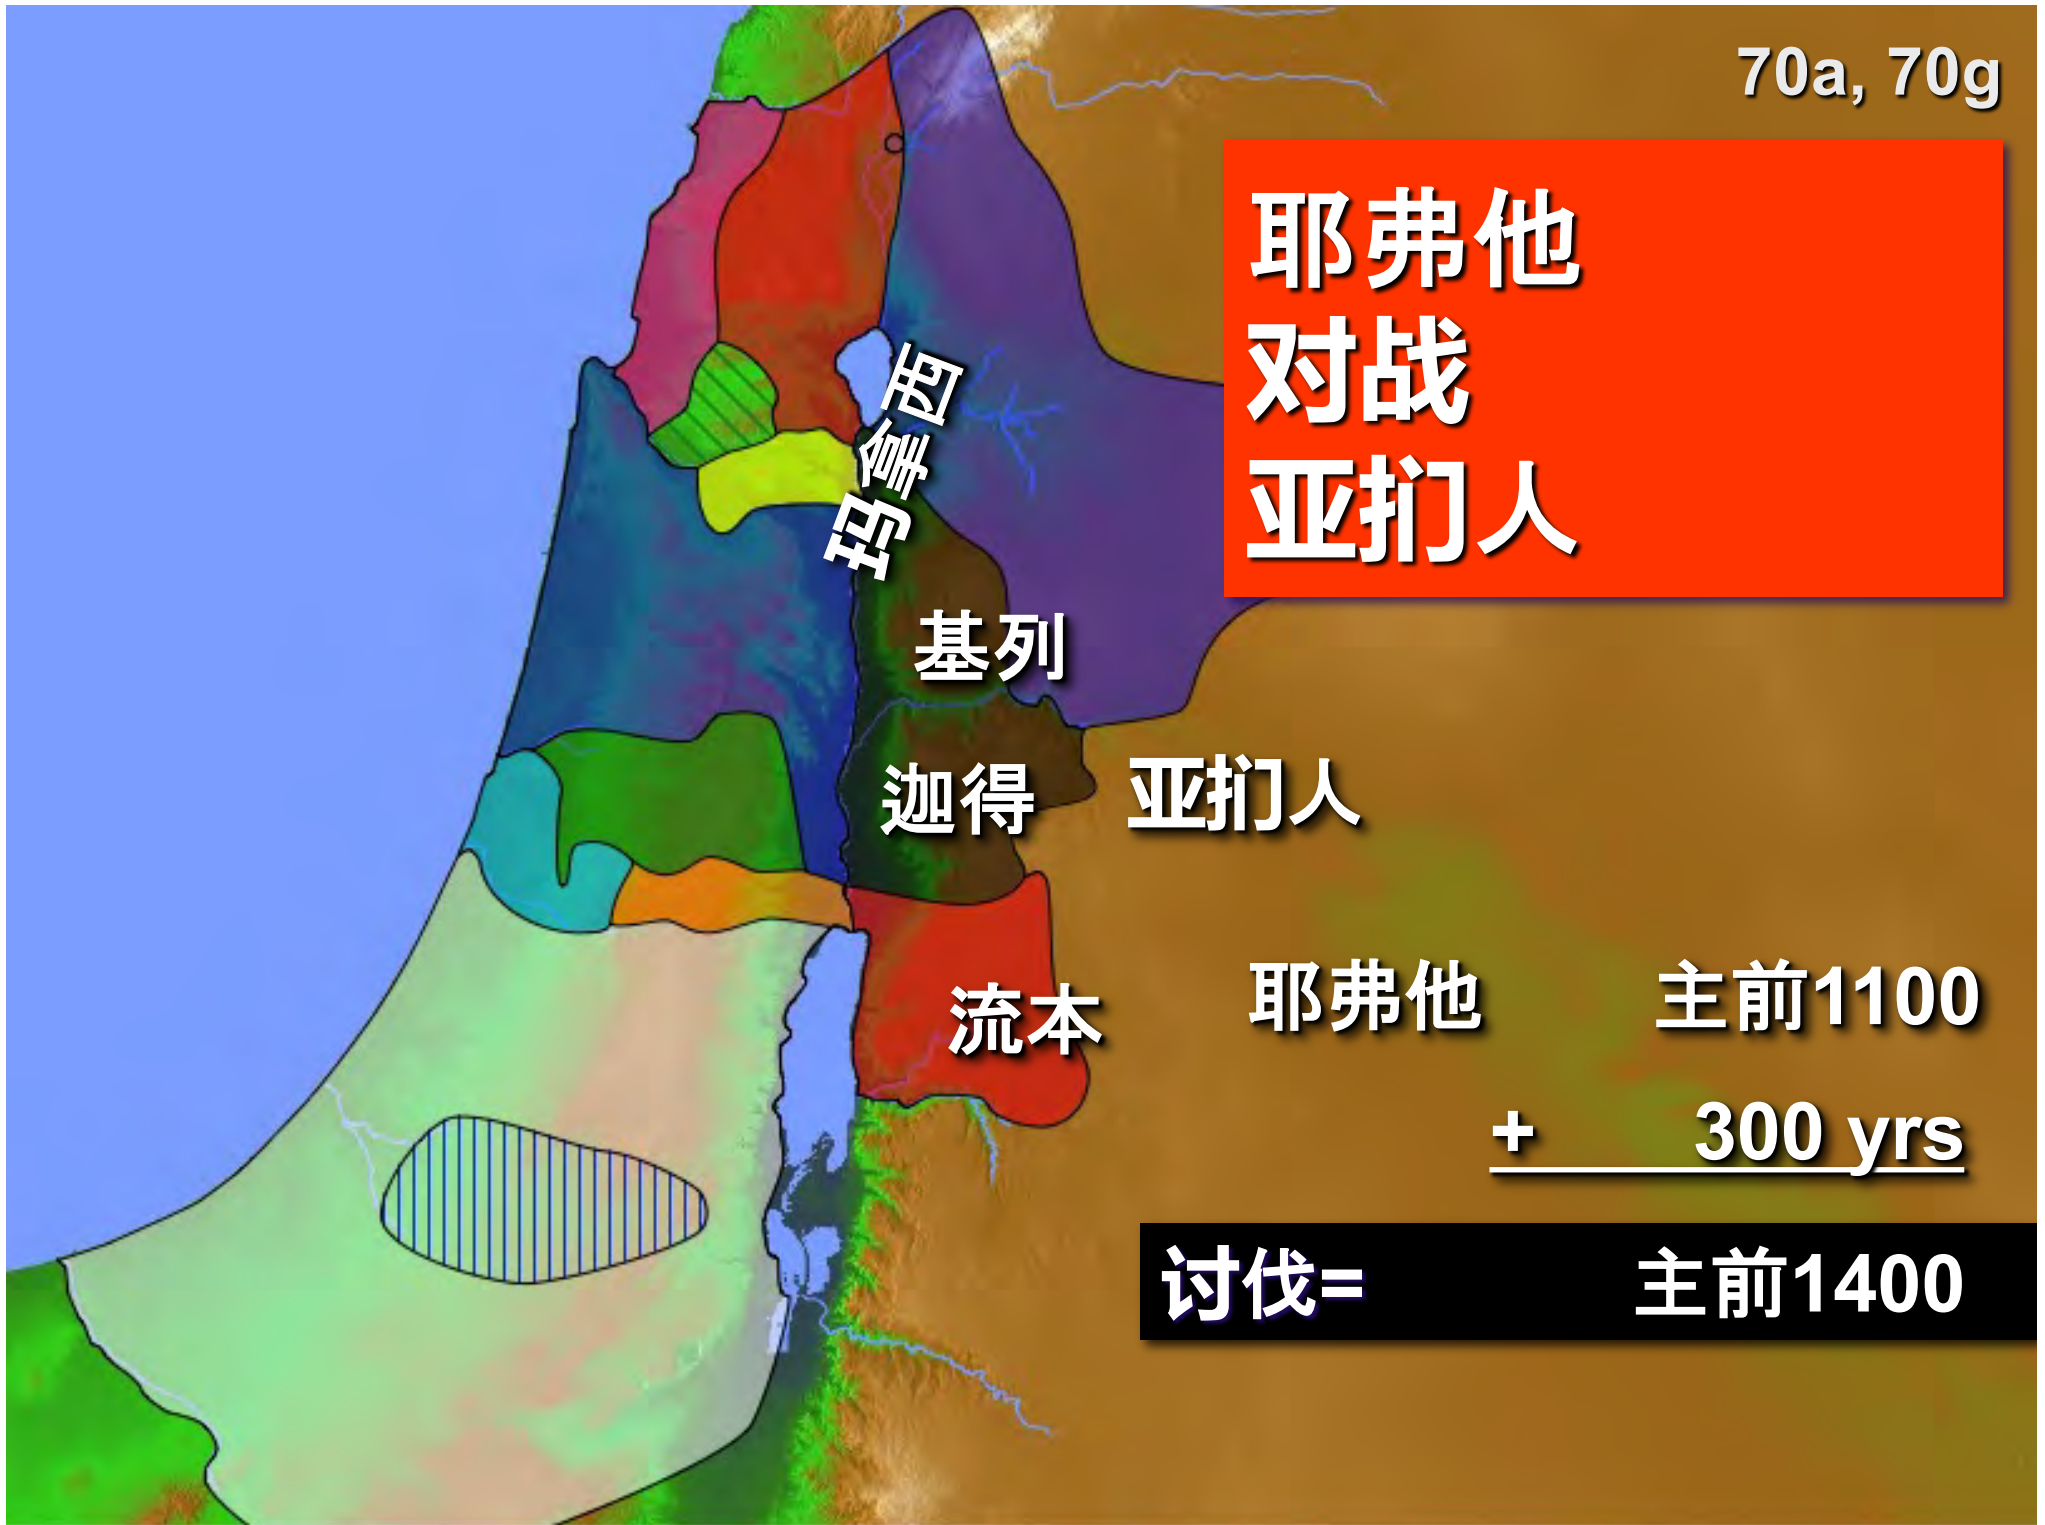 70a, 70g
耶弗他
对战
亚扪人
玛拿西
基列
迦得
亚扪人
流本
耶弗他 主前1100
+ 300 yrs
讨伐= 主前1400